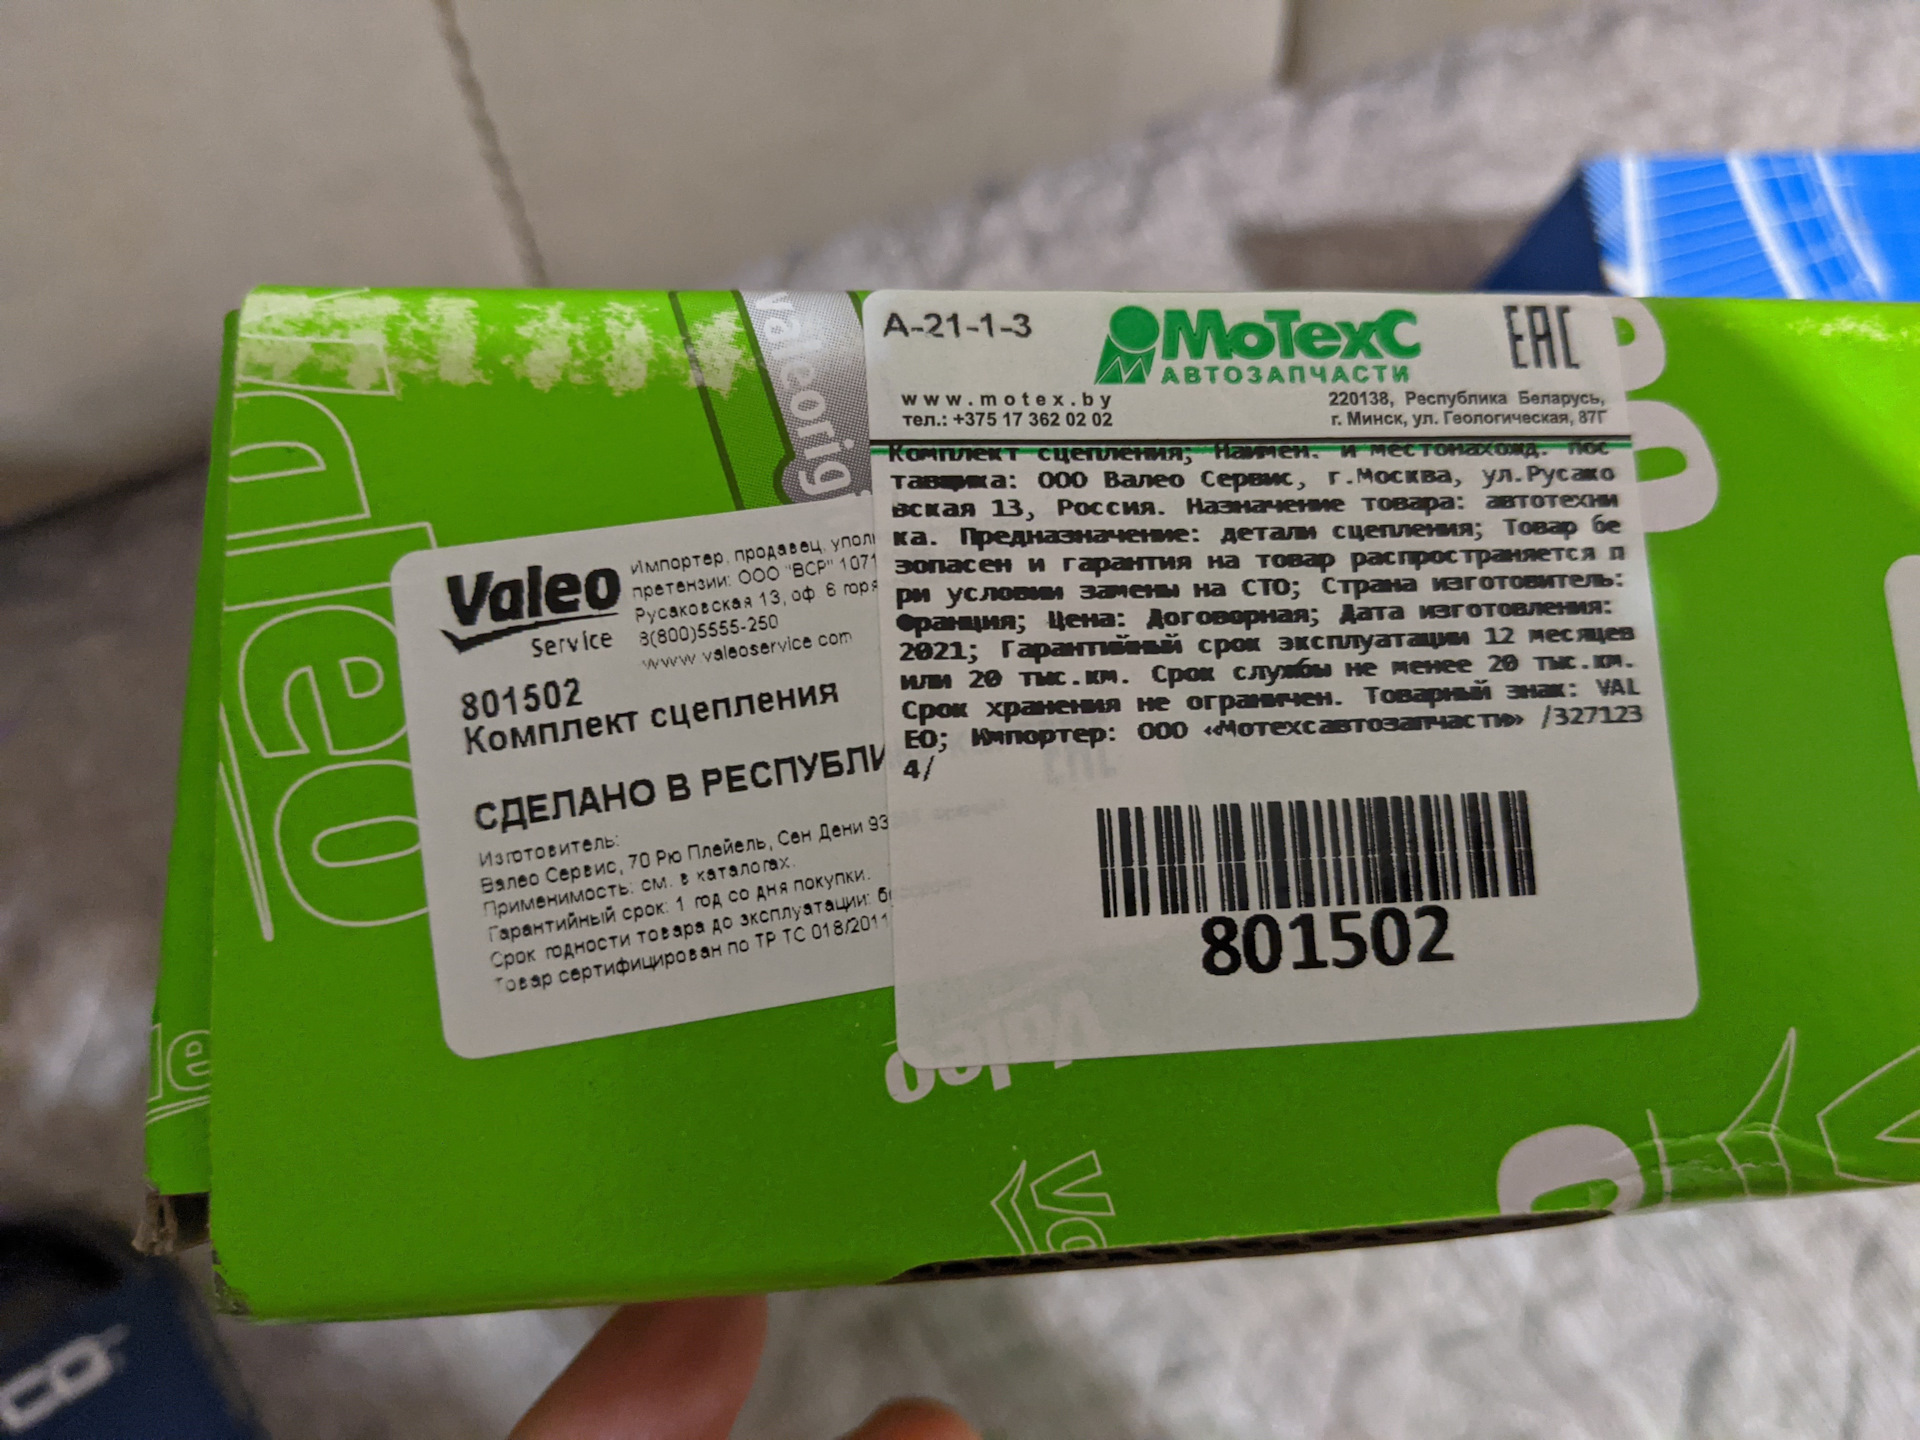 valeorig
Valeo
Service
Импортер, продавец, упол
претензии: ООО "ВСР" 1071
Русаковская 13, оф. 6 горя
8(800)5555-250
www valeoservice com
801502
Комплект сцепления
СДЕЛАНО В РЕСПУБЛИ
Изготовитель:
Валео Сервис, 70 Рю Плейель, Сен Дени 93
Применимость: см. в каталогах.
Гарантийный срок: 1 год со дня покупки.
Срок годности товара до эксплуатации: б
Товар сертифицирован по ТР ТС 018/2011
А-21-1-3
МоТехС
АВТОЗАПЧАСТИ
EAC
www.motex.by
тел.: +375 17 362 02 02
220138, Республика Беларусь,
г. Минск, ул. Геологическая, 87Г
Комплект сцепления; Наимен. и местонахожд. пос
тавщика: ООО Валео Сервис, г.Москва, ул.Русако
вская 13, Россия. Назначение товара: автотехни
ка. Предназначение: детали сцепления; Товар бе
зопасен и гарантия на товар распространяется п
ри условии замены на СТО; Страна изготовитель:
Франция; Цена: Договорная; Дата изготовления:
2021; Гарантийный срок эксплуатации 12 месяцев
или 20 тыс.км. Срок службы не менее 20 тыс.км.
Срок хранения не ограничен. Товарный знак: VAL
EO; Импортер: ООО «Мотехсавтозапчасти» /327123
4/
801502
Valeo
Va
aleo
le
CO